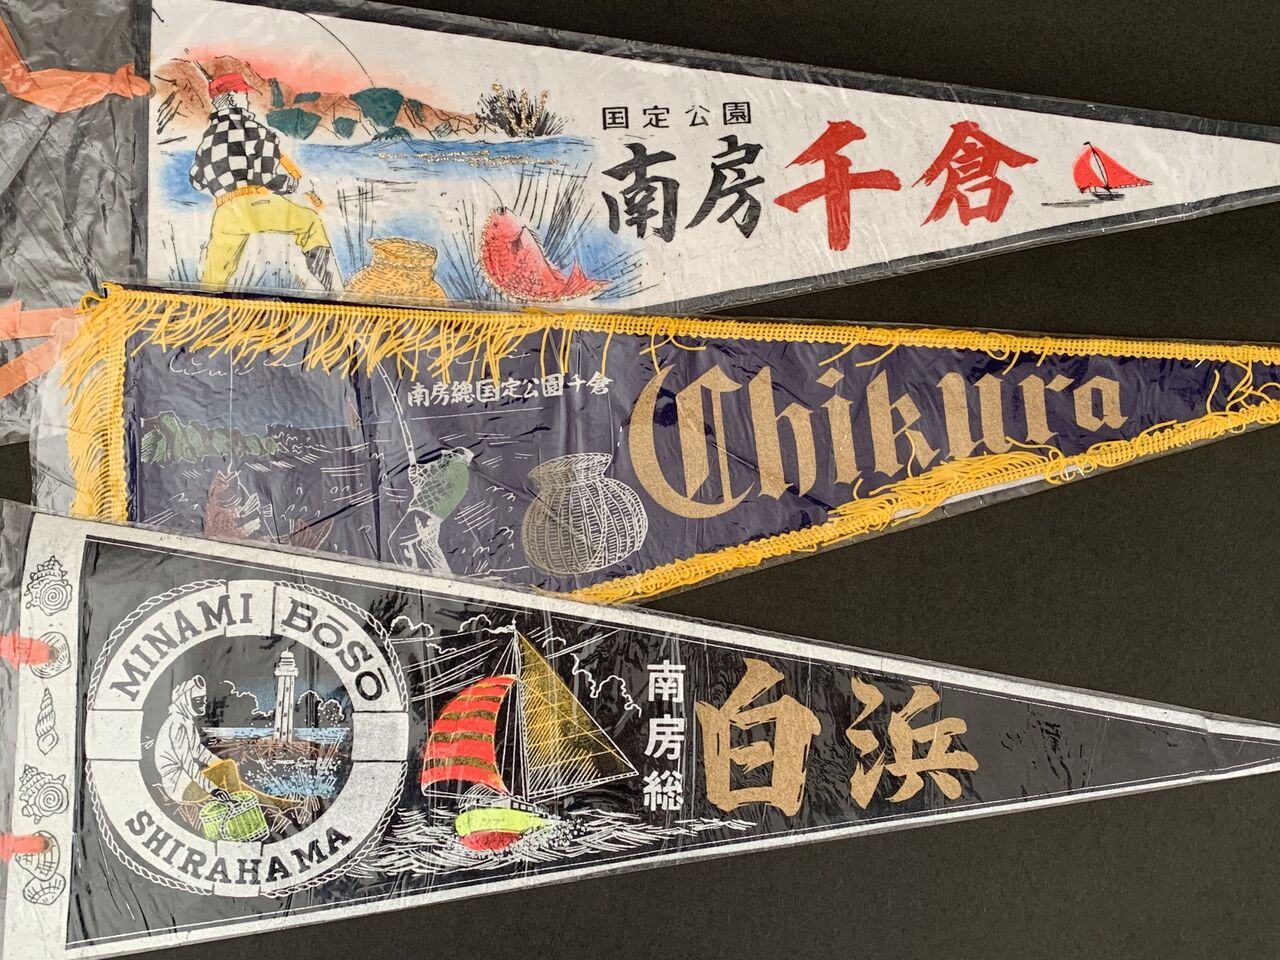 国定公園
南房千倉
南房總国定公園千倉
Chikura
MINAMI BŌSŌ
SHIRAHAMA
南房総
白浜